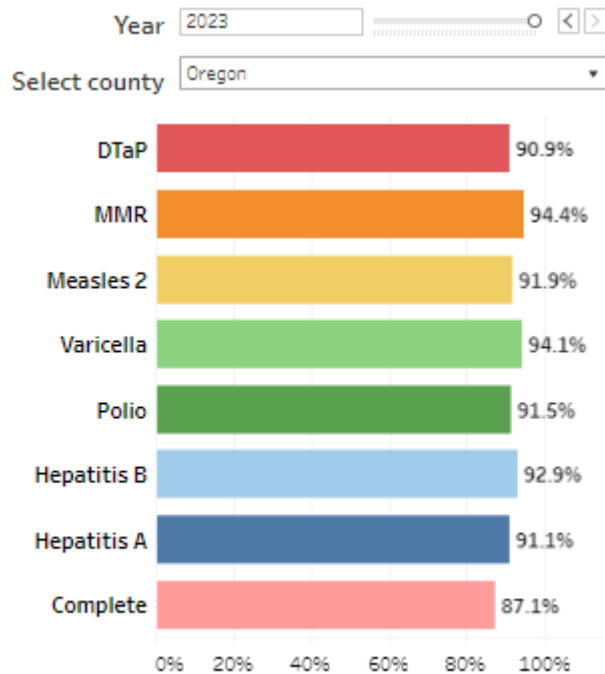 Year 2023
Select county Oregon
DTaP 90.9%
MMR 94.4%
Measles 2 91.9%
Varicella 94.1%
Polio 91.5%
Hepatitis B 92.9%
Hepatitis A 91.1%
Complete 87.1%
0% 20% 40% 60% 80% 100%